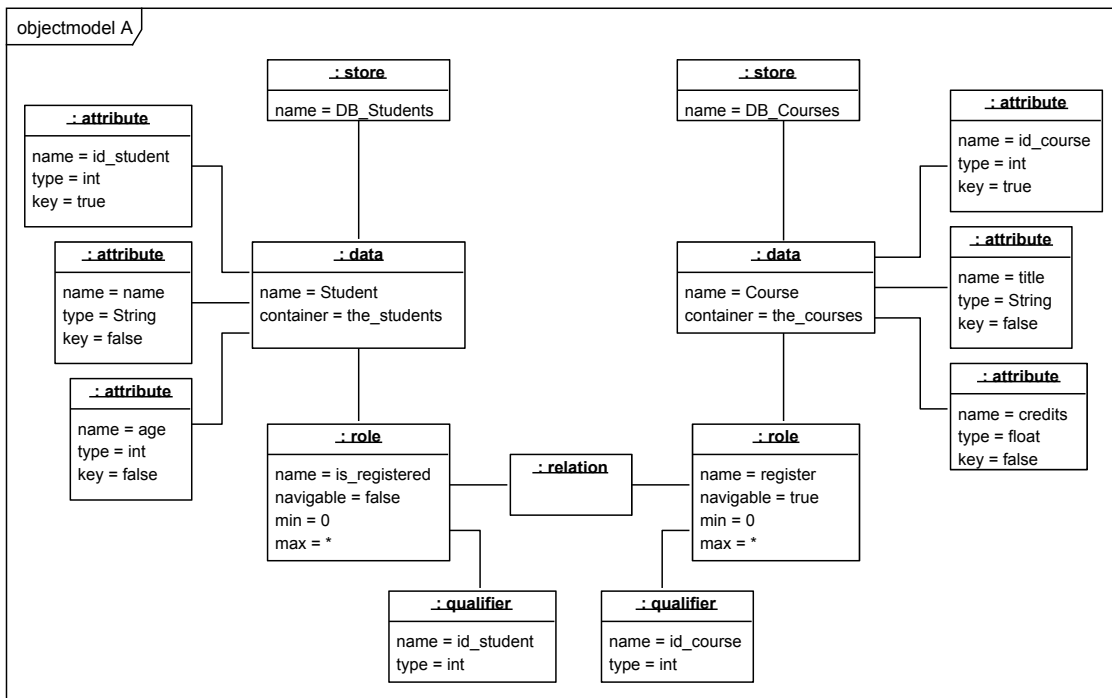 objectmodel A
: store
name = DB_Students
: store
name = DB_Courses
: attribute
name = id_student
type = int
key = true
: attribute
name = id_course
type = int
key = true
: attribute
name = name
type = String
key = false
: data
name = Student
container = the_students
: data
name = Course
container = the_courses
: attribute
name = title
type = String
key = false
: attribute
name = age
type = int
key = false
: attribute
name = credits
type = float
key = false
: role
name = is_registered
navigable = false
min = 0
max = *
: relation
: role
name = register
navigable = true
min = 0
max = *
: qualifier
name = id_student
type = int
: qualifier
name = id_course
type = int